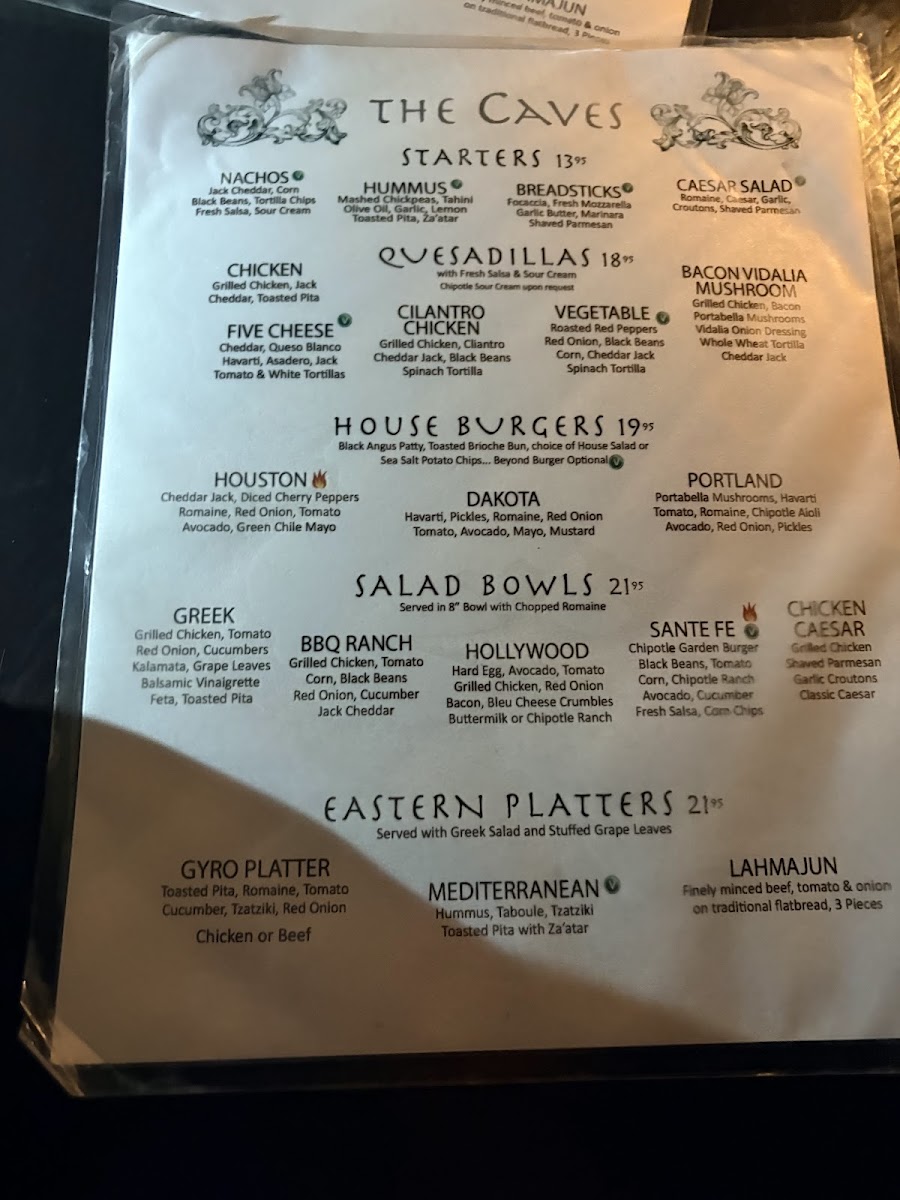 AJUN
minced beef, tomato & onion
on traditional flatbread, 3 Pieces
THE CAVES
STARTERS 13⁹⁵
NACHOS V
Jack Cheddar, Corn
Black Beans, Tortilla Chips
Fresh Salsa, Sour Cream
HUMMUS V
Mashed Chickpeas, Tahini
Olive Oil, Garlic, Lemon
Toasted Pita, Za'atar
BREADSTICKS V
Focaccia, Fresh Mozzarella
Garlic Butter, Marinara
Shaved Parmesan
CAESAR SALAD V
Romaine, Caesar, Garlic,
Croutons, Shaved Parmesan
QUESADILLAS 18⁹⁵
with Fresh Salsa & Sour Cream
Chipotle Sour Cream upon request
CHICKEN
Grilled Chicken, Jack
Cheddar, Toasted Pita
FIVE CHEESE V
Cheddar, Queso Blanco
Havarti, Asadero, Jack
Tomato & White Tortillas
CILANTRO
CHICKEN
Grilled Chicken, Cliantro
Cheddar Jack, Black Beans
Spinach Tortilla
VEGETABLE V
Roasted Red Peppers
Red Onion, Black Beans
Corn, Cheddar Jack
Spinach Tortilla
BACON VIDALIA
MUSHROOM
Grilled Chicken, Bacon
Portabella Mushrooms
Vidalia Onion Dressing
Whole Wheat Tortilla
Cheddar Jack
HOUSE BURGERS 19⁹⁵
Black Angus Patty, Toasted Brioche Bun, choice of House Salad or
Sea Salt Potato Chips... Beyond Burger Optional V
HOUSTON
Cheddar Jack, Diced Cherry Peppers
Romaine, Red Onion, Tomato
Avocado, Green Chile Mayo
DAKOTA
Havarti, Pickles, Romaine, Red Onion
Tomato, Avocado, Mayo, Mustard
PORTLAND
Portabella Mushrooms, Havarti
Tomato, Romaine, Chipotle Aioli
Avocado, Red Onion, Pickles
SALAD BOWLS 21⁹⁵
Served in 8" Bowl with Chopped Romaine
GREEK
Grilled Chicken, Tomato
Red Onion, Cucumbers
Kalamata, Grape Leaves
Balsamic Vinaigrette
Feta, Toasted Pita
BBQ RANCH
Grilled Chicken, Tomato
Corn, Black Beans
Red Onion, Cucumber
Jack Cheddar
HOLLYWOOD
Hard Egg, Avocado, Tomato
Grilled Chicken, Red Onion
Bacon, Bleu Cheese Crumbles
Buttermilk or Chipotle Ranch
SANTE FE V
Chipotle Garden Burger
Black Beans, Tomato
Corn, Chipotle Ranch
Avocado, Cucumber
Fresh Salsa, Corn Chips
CHICKEN
CAESAR
Grilled Chicken
Shaved Parmesan
Garlic Croutons
Classic Caesar
EASTERN PLATTERS 21⁹⁵
Served with Greek Salad and Stuffed Grape Leaves
GYRO PLATTER
Toasted Pita, Romaine, Tomato
Cucumber, Tzatziki, Red Onion
Chicken or Beef
MEDITERRANEAN V
Hummus, Taboule, Tzatziki
Toasted Pita with Za'atar
LAHMAJUN
Finely minced beef, tomato & onion
on traditional flatbread, 3 Pieces